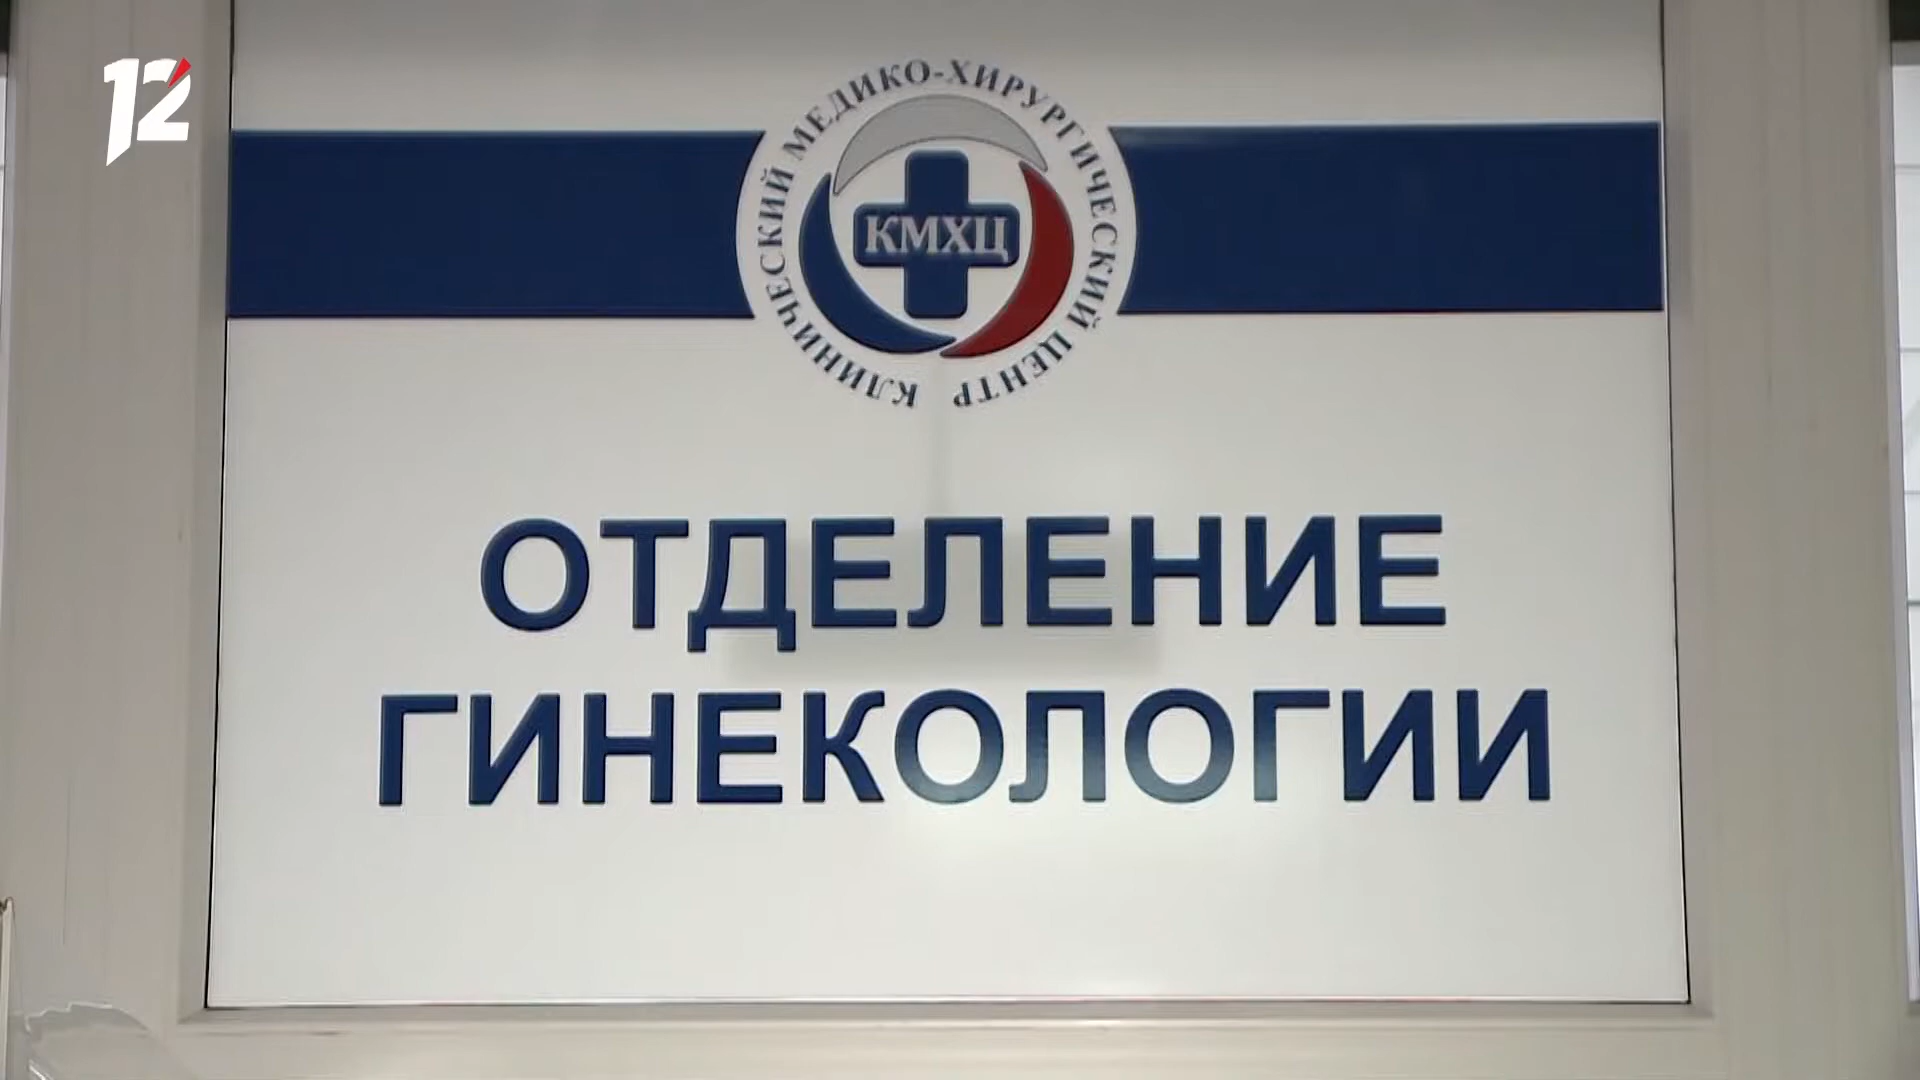 12
КЛИНИЧЕСКИЙ МЕДИКО-ХИРУРГИЧЕСКИЙ ЦЕНТР
КМХЦ
ОТДЕЛЕНИЕ
ГИНЕКОЛОГИИ